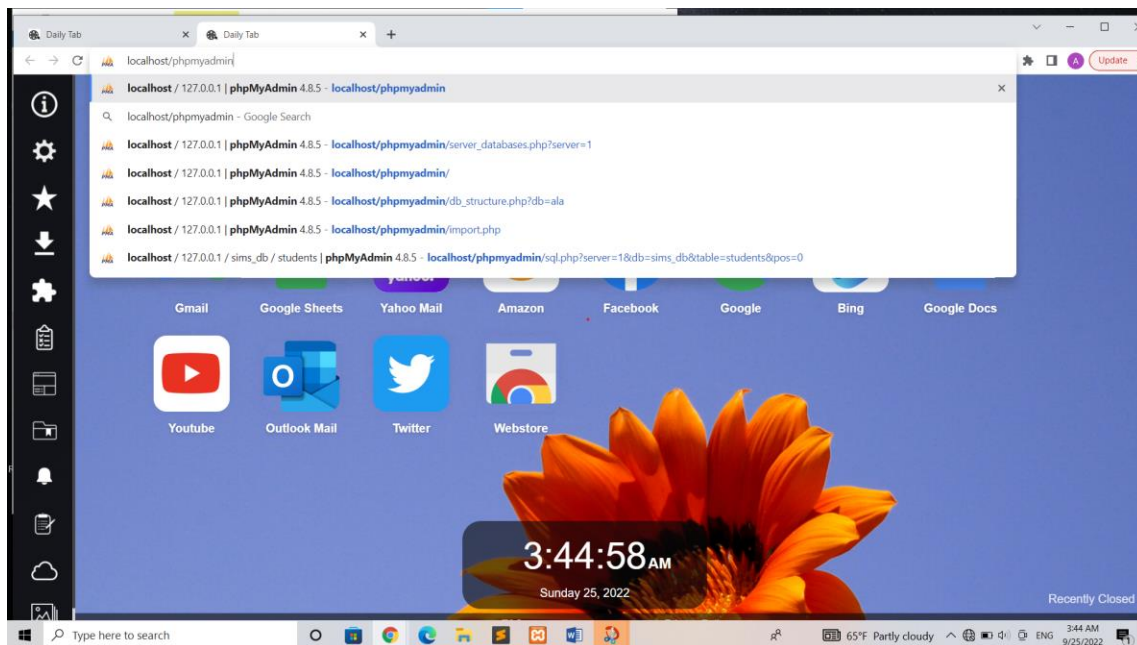 Daily Tab
Daily Tab
localhost/phpmyadmin
A Update
localhost / 127.0.0.1 | phpMyAdmin 4.8.5 - localhost/phpmyadmin
localhost/phpmyadmin - Google Search
localhost / 127.0.0.1 | phpMyAdmin 4.8.5 - localhost/phpmyadmin/server_databases.php?server=1
localhost / 127.0.0.1 | phpMyAdmin 4.8.5 - localhost/phpmyadmin/
localhost / 127.0.0.1 | phpMyAdmin 4.8.5 - localhost/phpmyadmin/db_structure.php?db=ala
localhost / 127.0.0.1 | phpMyAdmin 4.8.5 - localhost/phpmyadmin/import.php
localhost / 127.0.0.1 / sims_db / students | phpMyAdmin 4.8.5 - localhost/phpmyadmin/sql.php?server=1&db=sims_db&table=students&pos=0
Gmail Google Sheets Yahoo Mail Amazon Facebook Google Bing Google Docs
Youtube Outlook Mail Twitter Webstore
3:44:58 AM
Sunday 25, 2022
Recently Closed
Type here to search
65°F Partly cloudy
ENG
3:44 AM
9/25/2022